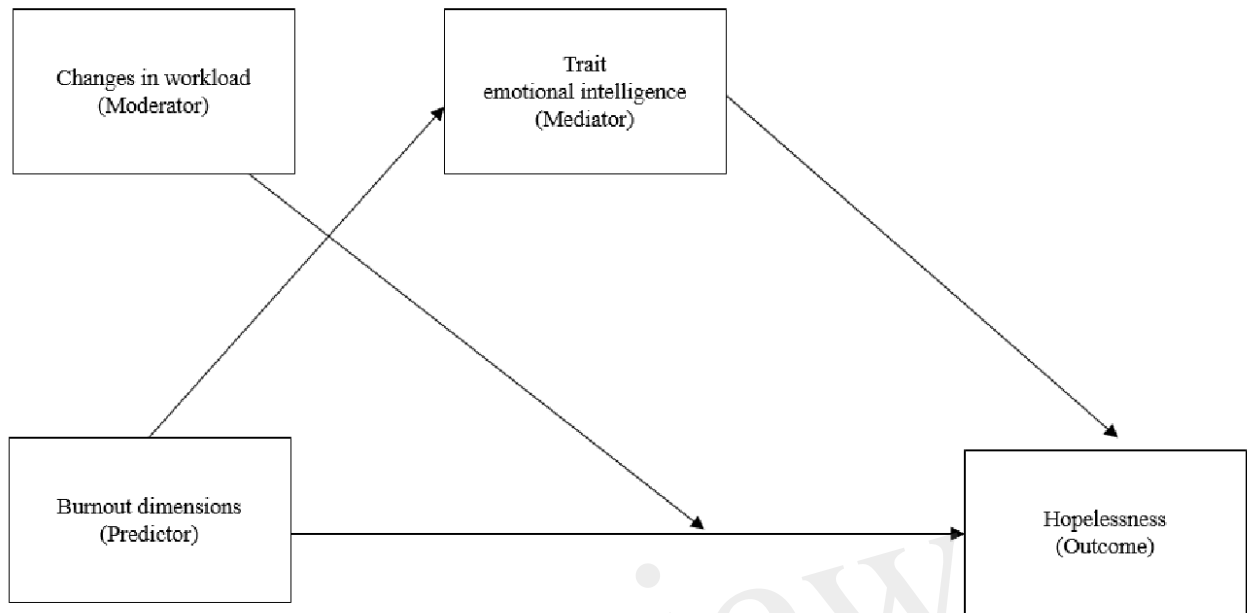 Changes in workload
(Moderator)
Trait
emotional intelligence
(Mediator)
Burnout dimensions
(Predictor)
Hopelessness
(Outcome)